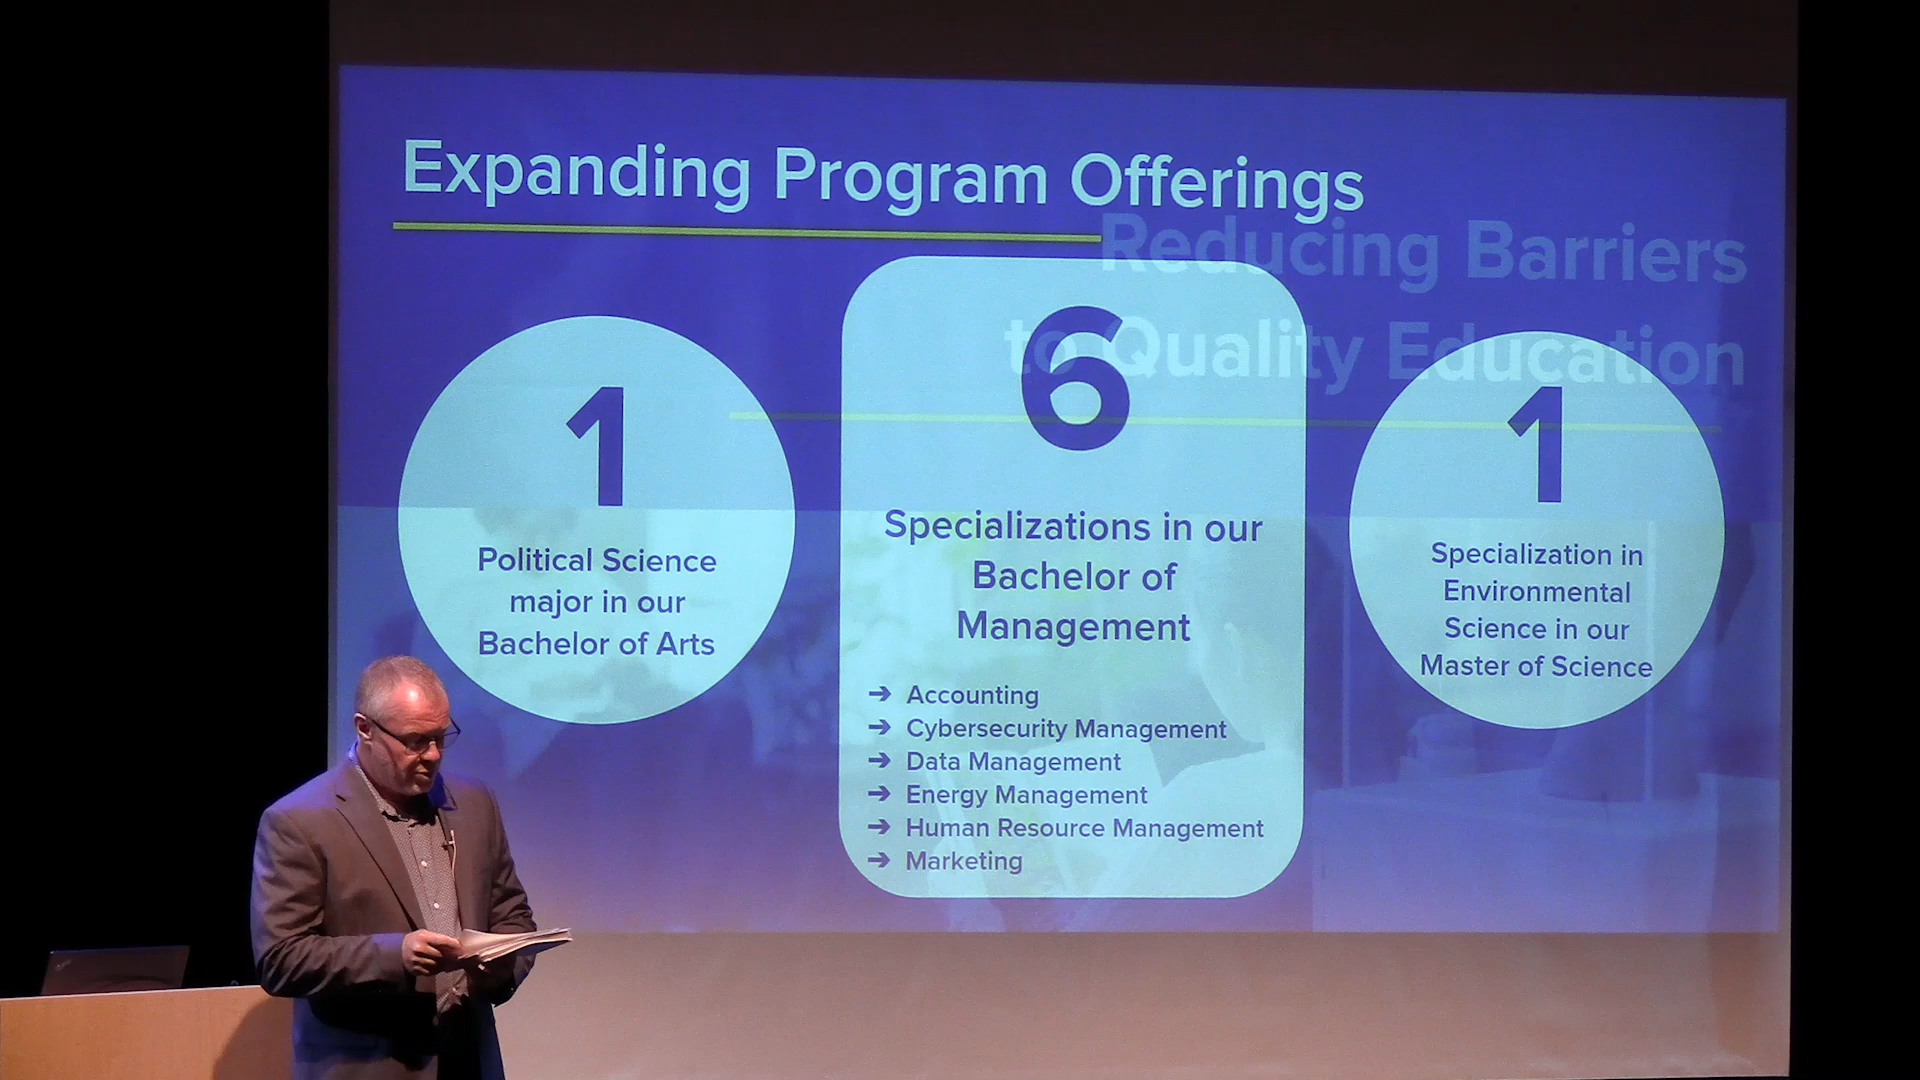 Expanding Program Offerings
Reducing Barriers
to Quality Education
1
Political Science
major in our
Bachelor of Arts
6
Specializations in our
Bachelor of
Management
➔ Accounting
➔ Cybersecurity Management
➔ Data Management
➔ Energy Management
➔ Human Resource Management
➔ Marketing
1
Specialization in
Environmental
Science in our
Master of Science